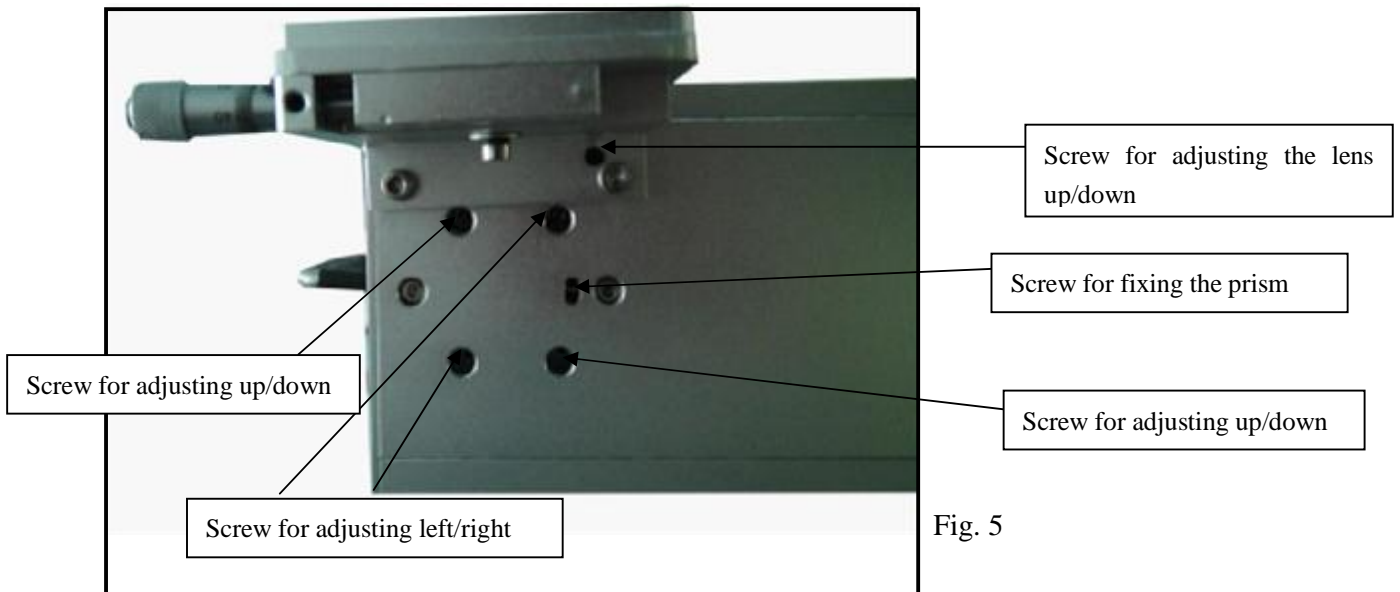 Screw for adjusting the lens
up/down
Screw for fixing the prism
Screw for adjusting up/down
Screw for adjusting up/down
Screw for adjusting left/right
Fig. 5